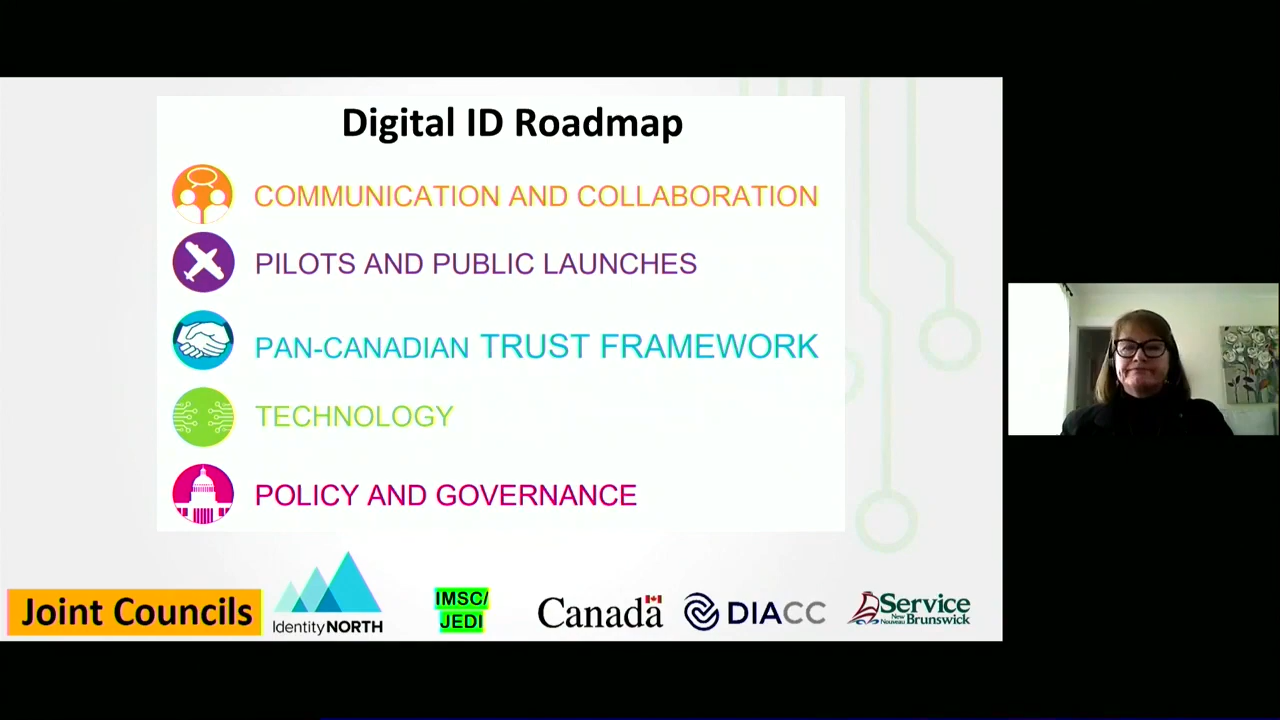 Digital ID Roadmap
COMMUNICATION AND COLLABORATION
PILOTS AND PUBLIC LAUNCHES
PAN-CANADIAN TRUST FRAMEWORK
TECHNOLOGY
POLICY AND GOVERNANCE
Joint Councils
IdentityNORTH
IMSC/
JEDI
Canada
DIACC
Service
New
Nouveau
Brunswick